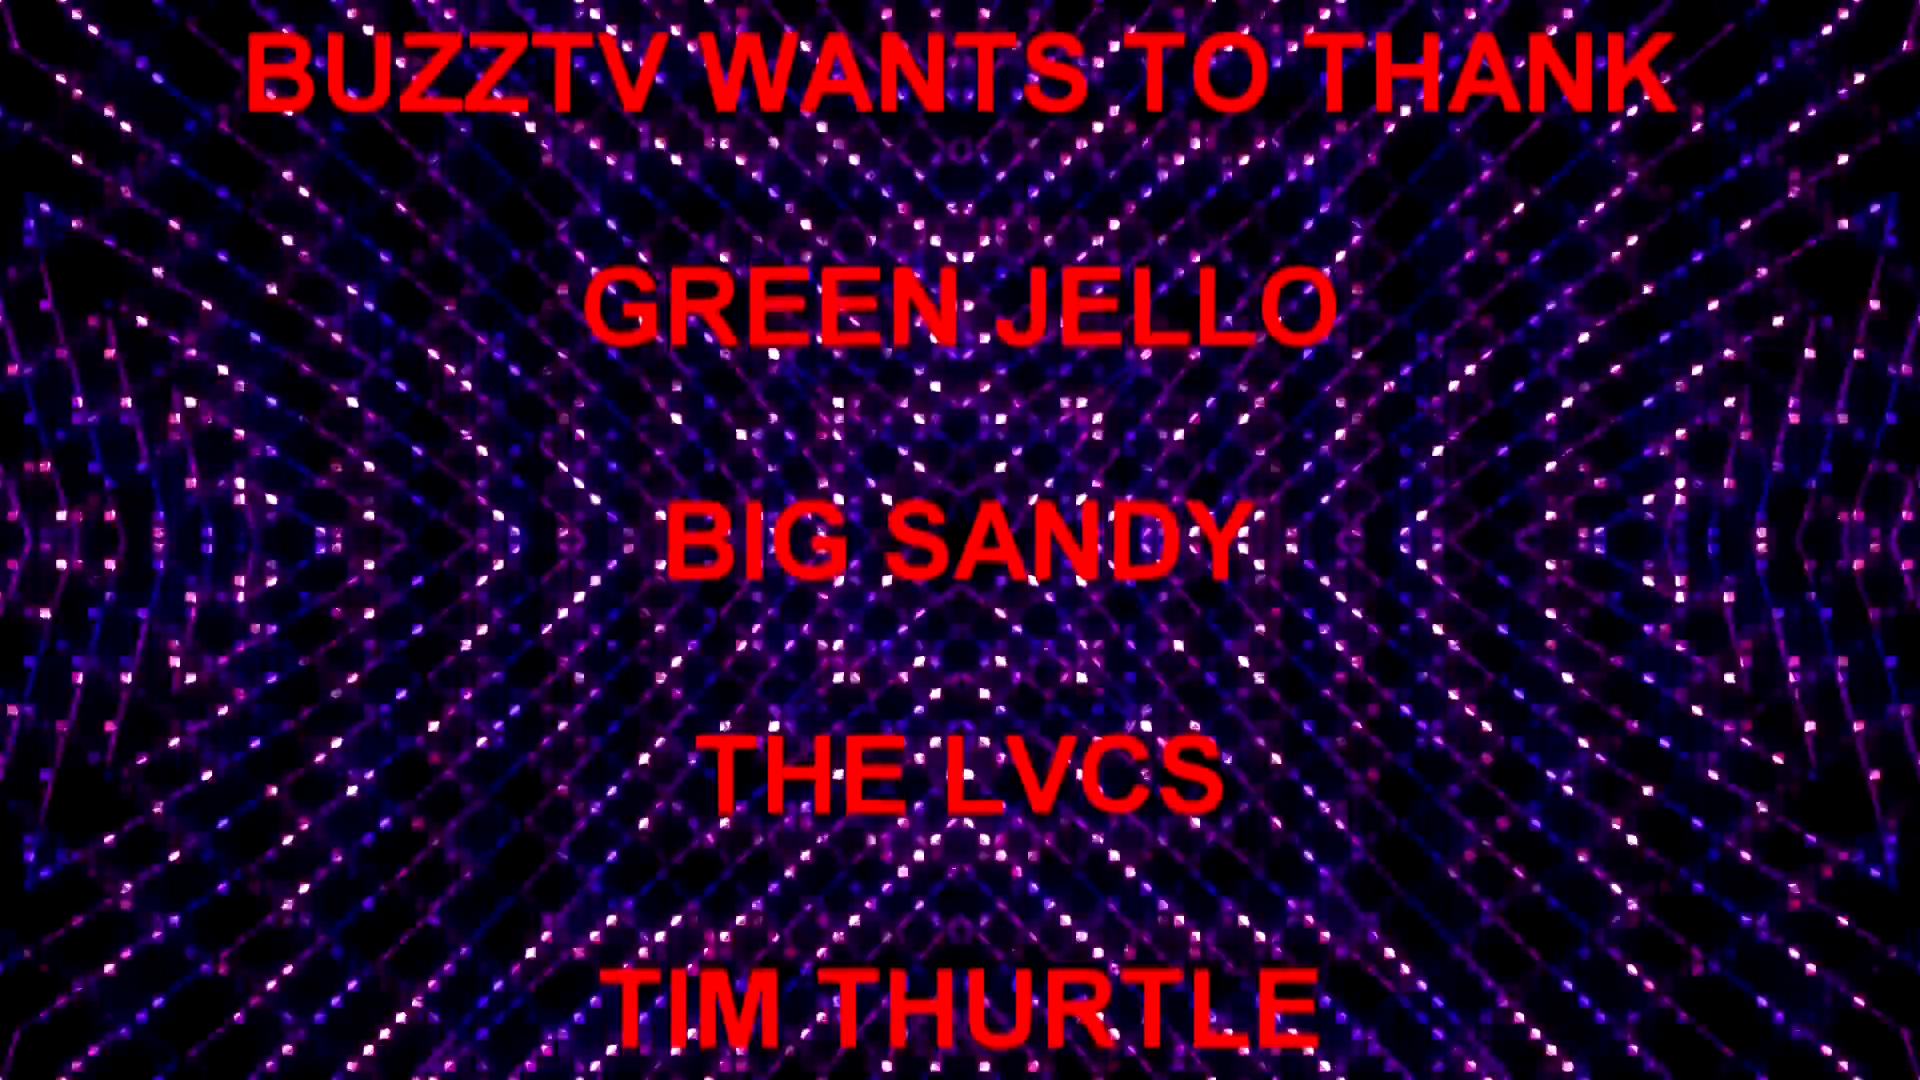 BUZZTV WANTS TO THANK
GREEN JELLO
BIG SANDY
THE LVCS
TIM THURTLE